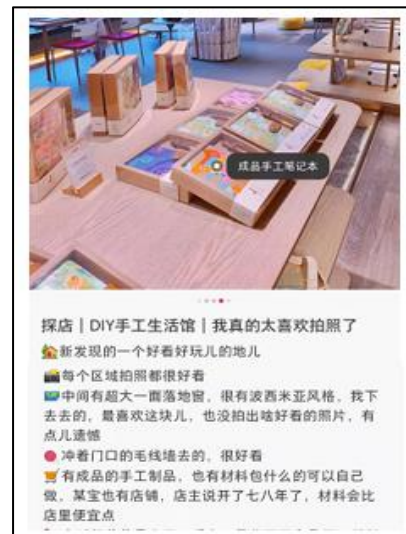 成品手工笔记本
探店｜DIY手工生活馆｜我真的太喜欢拍照了
🏡新发现的一个好看好玩儿的地儿
📸每个区域拍照都很好看
中间有超大一面落地窗，很有波西米亚风格，我下
去去的，最喜欢这块儿，也没拍出啥好看的照片，有
点儿遗憾
冲着门口的毛线墙去的，很好看
🛒有成品的手工制品，也有材料包什么的可以自己
做，某宝也有店铺，店主说开了七八年了，材料会比
店里便宜点